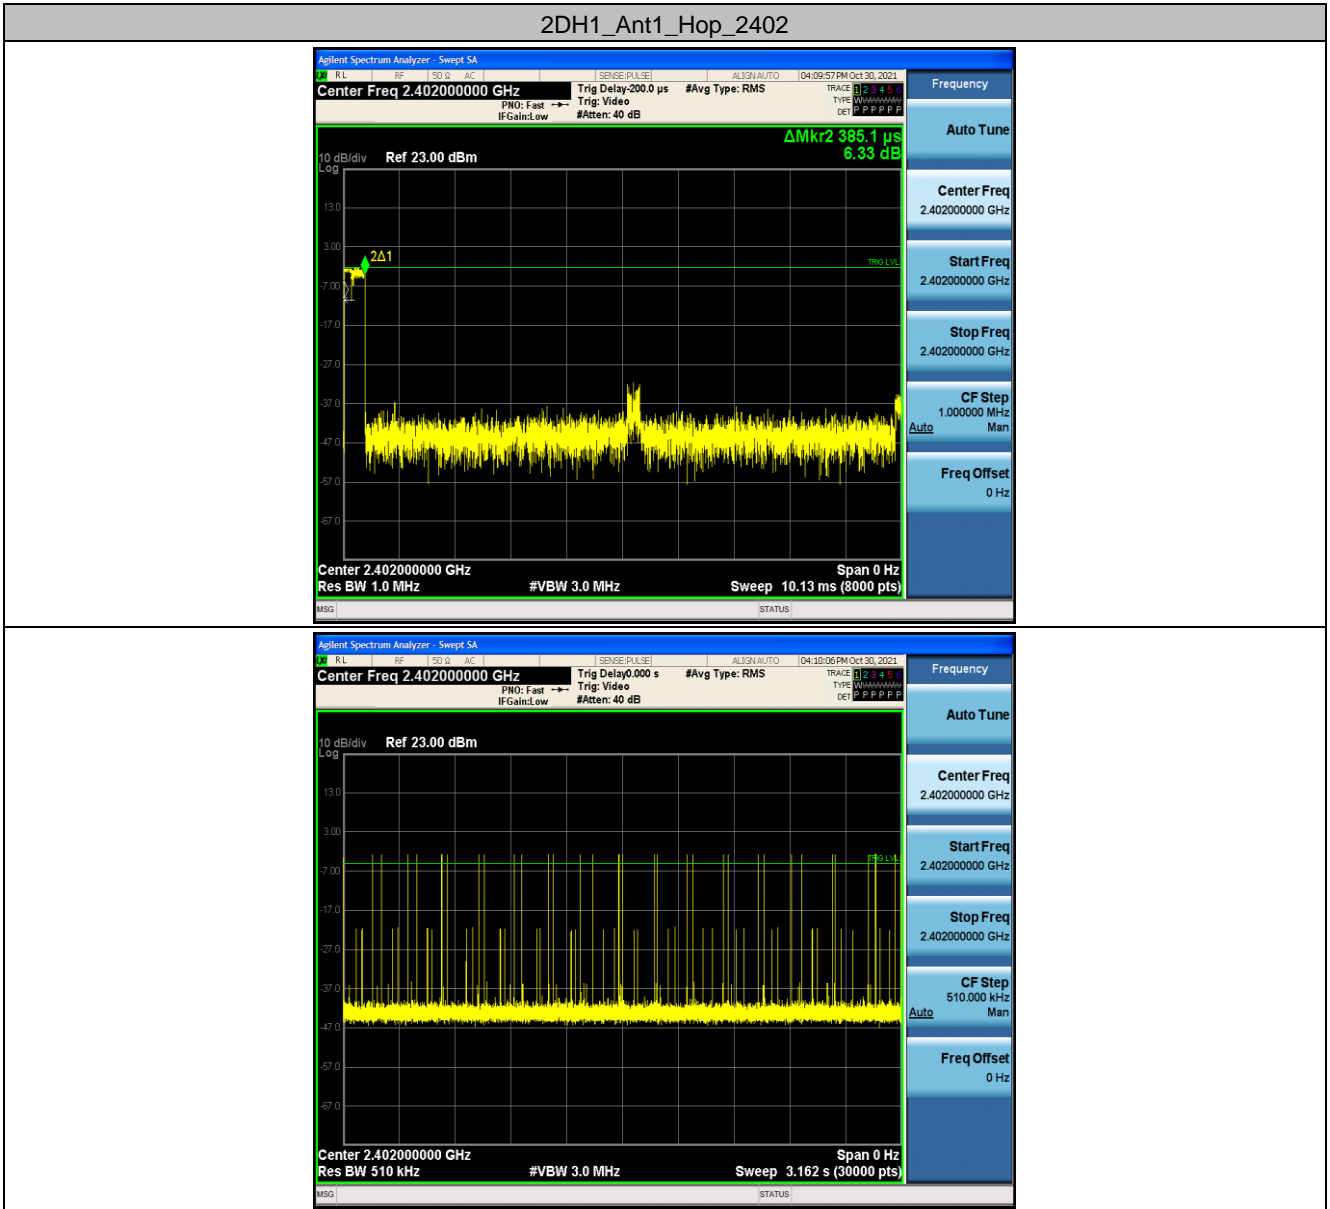 2DH1_Ant1_Hop_2402
Agilent Spectrum Analyzer - Swept SA
RL RF 50 Ω AC SENSE:PULSE ALIGN AUTO 04:09:57 PM Oct 30, 2021
Center Freq 2.402000000 GHz
PNO: Fast
IFGain:Low
Trig Delay-200.0 µs
Trig: Video
#Atten: 40 dB
#Avg Type: RMS
TRACE 1 2 3 4 5 6
TYPE W
DET P P P P P P
ΔMkr2 385.1 µs
6.33 dB
10 dB/div
Log
Ref 23.00 dBm
13.0
3.00
-7.00
-17.0
-27.0
-37.0
-47.0
-57.0
-67.0
2Δ1
TRIG LVL
Center 2.402000000 GHz
Span 0 Hz
Res BW 1.0 MHz
#VBW 3.0 MHz
Sweep 10.13 ms (8000 pts)
MSG
STATUS
Frequency
Auto Tune
Center Freq
2.402000000 GHz
Start Freq
2.402000000 GHz
Stop Freq
2.402000000 GHz
CF Step
1.000000 MHz
Auto Man
Freq Offset
0 Hz
Agilent Spectrum Analyzer - Swept SA
RL RF 50 Ω AC SENSE:PULSE ALIGN AUTO 04:10:06 PM Oct 30, 2021
Center Freq 2.402000000 GHz
PNO: Fast
IFGain:Low
Trig Delay0.000 s
Trig: Video
#Atten: 40 dB
#Avg Type: RMS
TRACE 1 2 3 4 5 6
TYPE W
DET P P P P P P
10 dB/div
Log
Ref 23.00 dBm
13.0
3.00
-7.00
-17.0
-27.0
-37.0
-47.0
-57.0
-67.0
TRIG LVL
Center 2.402000000 GHz
Span 0 Hz
Res BW 510 kHz
#VBW 3.0 MHz
Sweep 3.162 s (30000 pts)
MSG
STATUS
Frequency
Auto Tune
Center Freq
2.402000000 GHz
Start Freq
2.402000000 GHz
Stop Freq
2.402000000 GHz
CF Step
510.000 kHz
Auto Man
Freq Offset
0 Hz